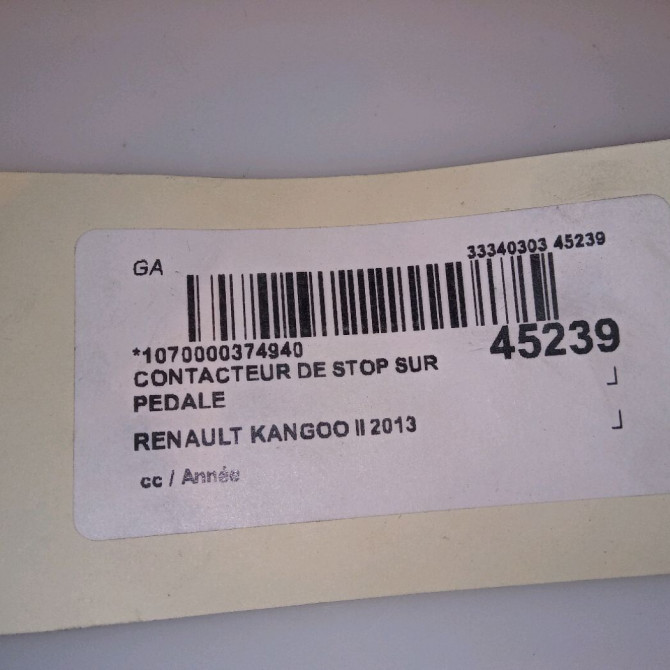 GA
33340303 45239
*1070000374940
45239
CONTACTEUR DE STOP SUR
PEDALE
RENAULT KANGOO II 2013
cc / Année